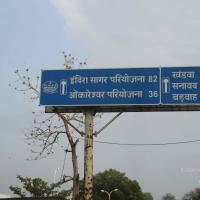 इंदिरा सागर परियोजना 82
ओंकारेश्वर परियोजना 36
खंडवा
सनावद
बड़वाह